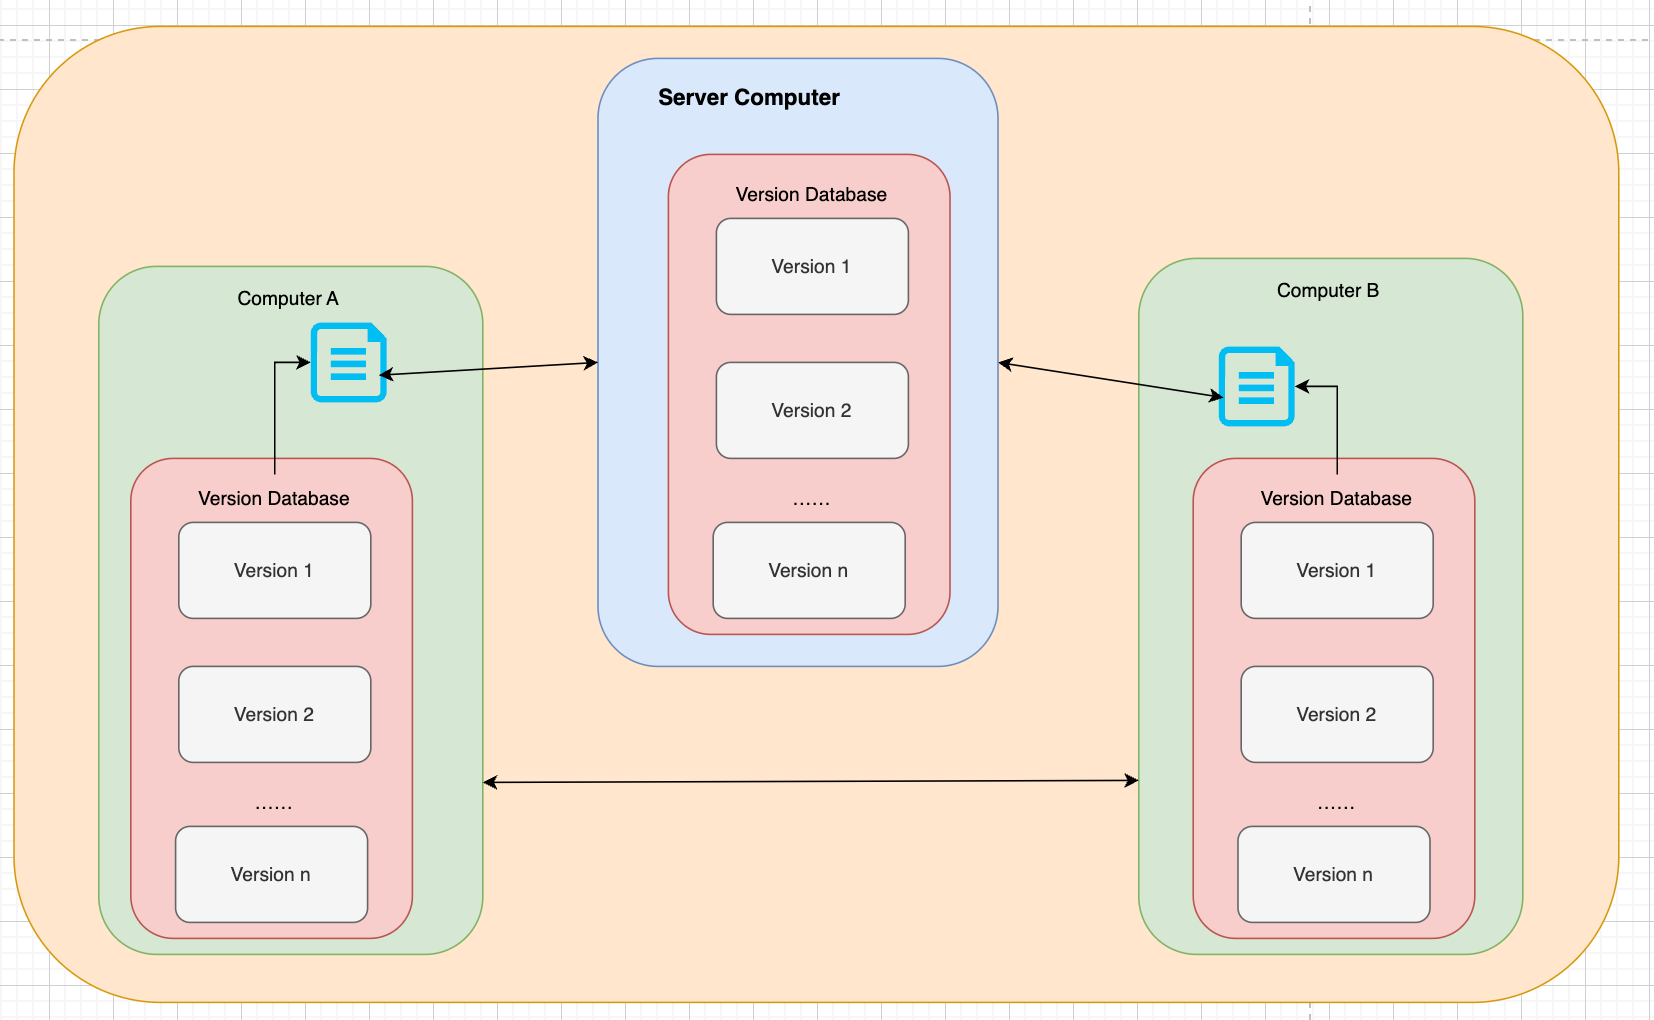 Server Computer
Version Database
Version 1
Version 2
......
Version n
Computer A
Version Database
Version 1
Version 2
......
Version n
Computer B
Version Database
Version 1
Version 2
......
Version n